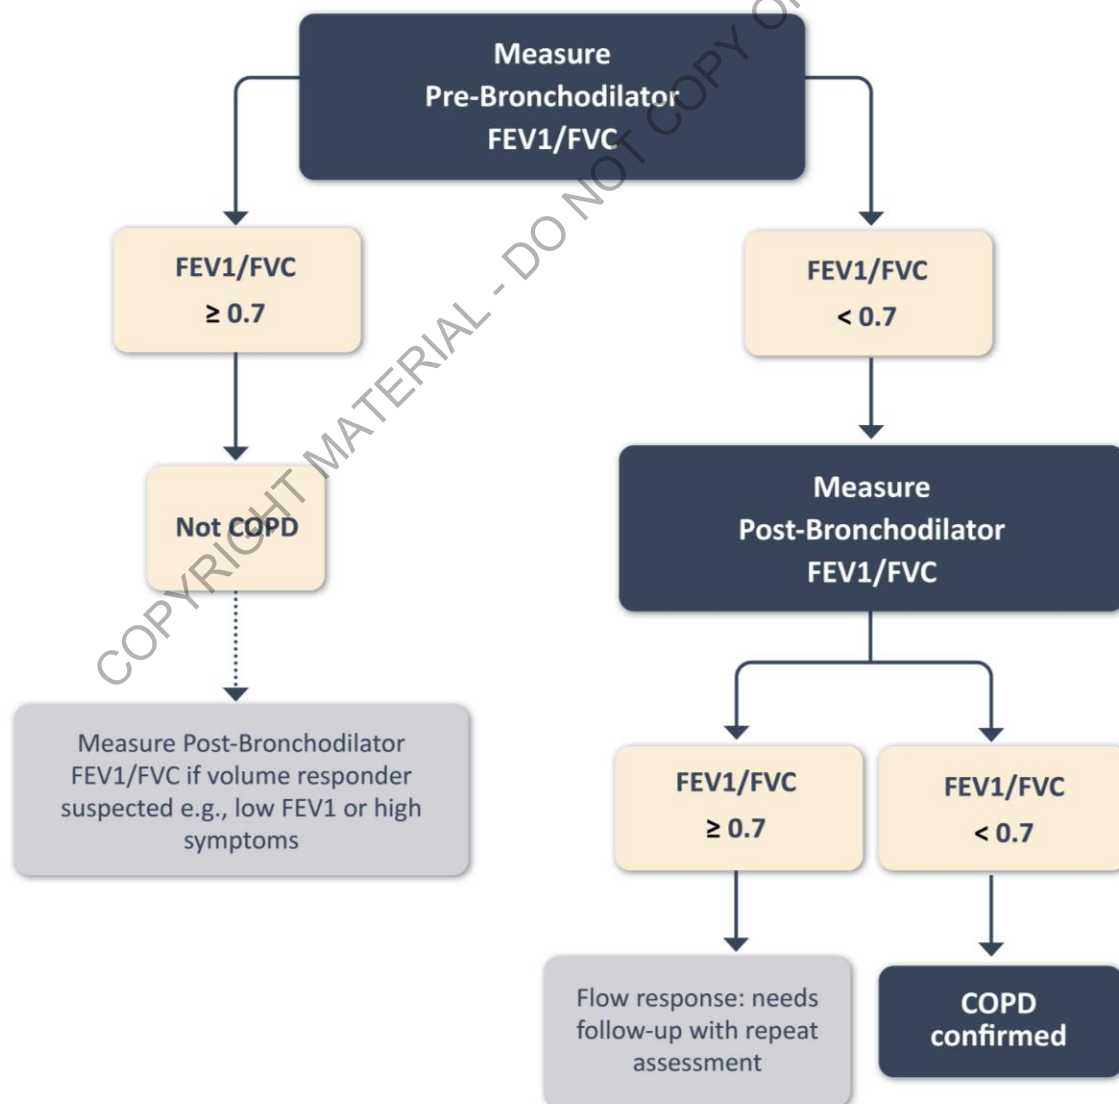 Measure
Pre-Bronchodilator
FEV1/FVC
FEV1/FVC
≥ 0.7
FEV1/FVC
< 0.7
Not COPD
Measure
Post-Bronchodilator
FEV1/FVC
Measure Post-Bronchodilator
FEV1/FVC if volume responder
suspected e.g., low FEV1 or high
symptoms
FEV1/FVC
≥ 0.7
FEV1/FVC
< 0.7
Flow response: needs
follow-up with repeat
assessment
COPD
confirmed
COPYRIGHT MATERIAL - DO NOT COPY